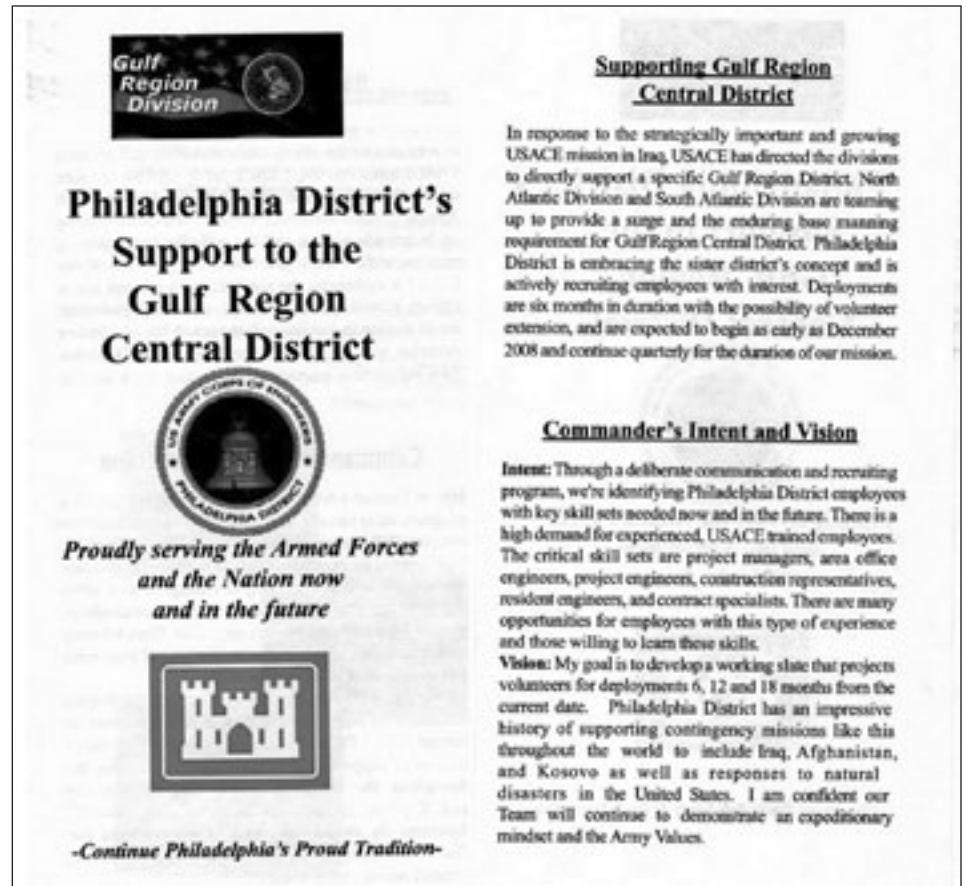 Gulf
Region
Division
Philadelphia District's
Support to the
Gulf Region
Central District
US ARMY CORPS OF ENGINEERS
PHILADELPHIA DISTRICT
Proudly serving the Armed Forces
and the Nation now
and in the future
-Continue Philadelphia's Proud Tradition-
Supporting Gulf Region
Central District
In response to the strategically important and growing
USACE mission in Iraq, USACE has directed the divisions
to directly support a specific Gulf Region District. North
Atlantic Division and South Atlantic Division are teaming
up to provide a surge and the enduring base manning
requirement for Gulf Region Central District. Philadelphia
District is embracing the sister district's concept and is
actively recruiting employees with interest. Deployments
are six months in duration with the possibility of volunteer
extension, and are expected to begin as early as December
2008 and continue quarterly for the duration of our mission.
Commander's Intent and Vision
Intent: Through a deliberate communication and recruiting
program, we're identifying Philadelphia District employees
with key skill sets needed now and in the future. There is a
high demand for experienced, USACE trained employees.
The critical skill sets are project managers, area office
engineers, project engineers, construction representatives,
resident engineers, and contract specialists. There are many
opportunities for employees with this type of experience
and those willing to learn these skills.
Vision: My goal is to develop a working slate that projects
volunteers for deployments 6, 12 and 18 months from the
current date. Philadelphia District has an impressive
history of supporting contingency missions like this
throughout the world to include Iraq, Afghanistan,
and Kosovo as well as responses to natural
disasters in the United States. I am confident our
Team will continue to demonstrate an expeditionary
mindset and the Army Values.